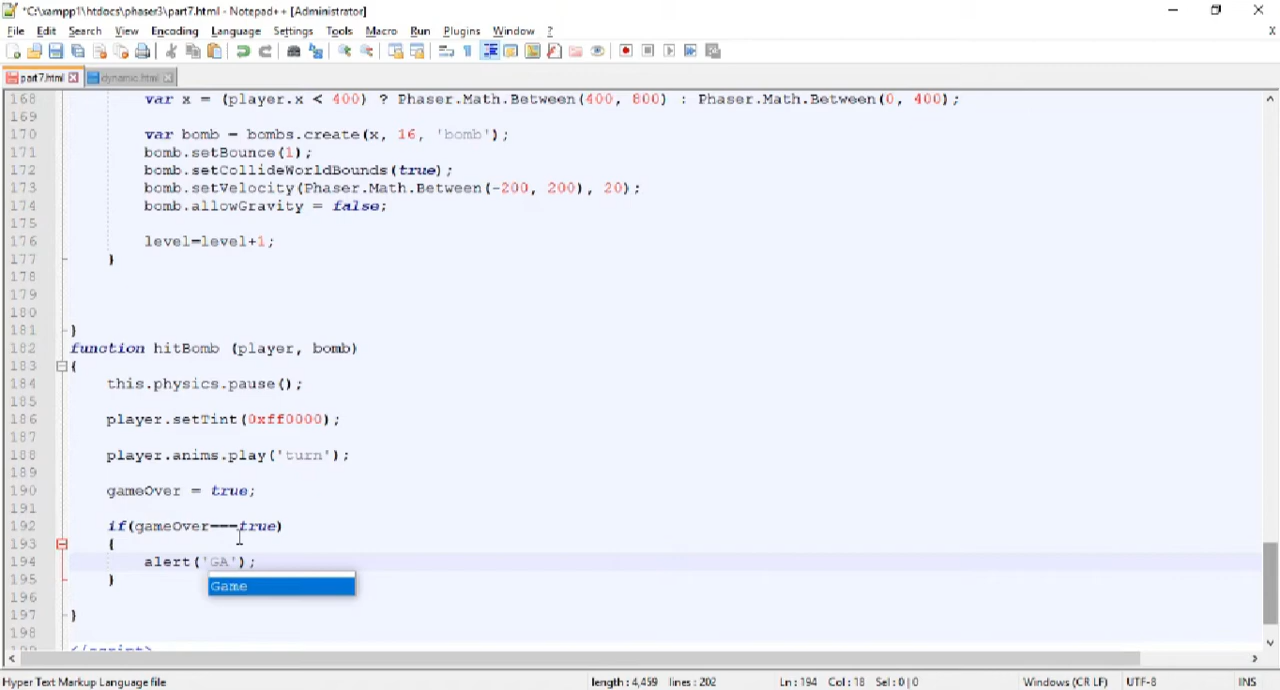 *C:\xampp1\htdocs\phaser3\part7.html - Notepad++ [Administrator]
File Edit Search View Encoding Language Settings Tools Macro Run Plugins Window ? X
part7.html dynamic.html
168 var x = (player.x < 400) ? Phaser.Math.Between(400, 800) : Phaser.Math.Between(0, 400);
169
170 var bomb = bombs.create(x, 16, 'bomb');
171 bomb.setBounce(1);
172 bomb.setCollideWorldBounds(true);
173 bomb.setVelocity(Phaser.Math.Between(-200, 200), 20);
174 bomb.allowGravity = false;
175
176 level=level+1;
177 }
178
179
180
181 }
182 function hitBomb (player, bomb)
183 {
184 this.physics.pause();
185
186 player.setTint(0xff0000);
187
188 player.anims.play('turn');
189
190 gameOver = true;
191
192 if(gameOver===true)
193 {
194 alert('GA');
195 }
Game
196
197 }
198
199 </script>
Hyper Text Markup Language file length : 4,459 lines : 202 Ln : 194 Col : 18 Sel : 0 | 0 Windows (CR LF) UTF-8 INS